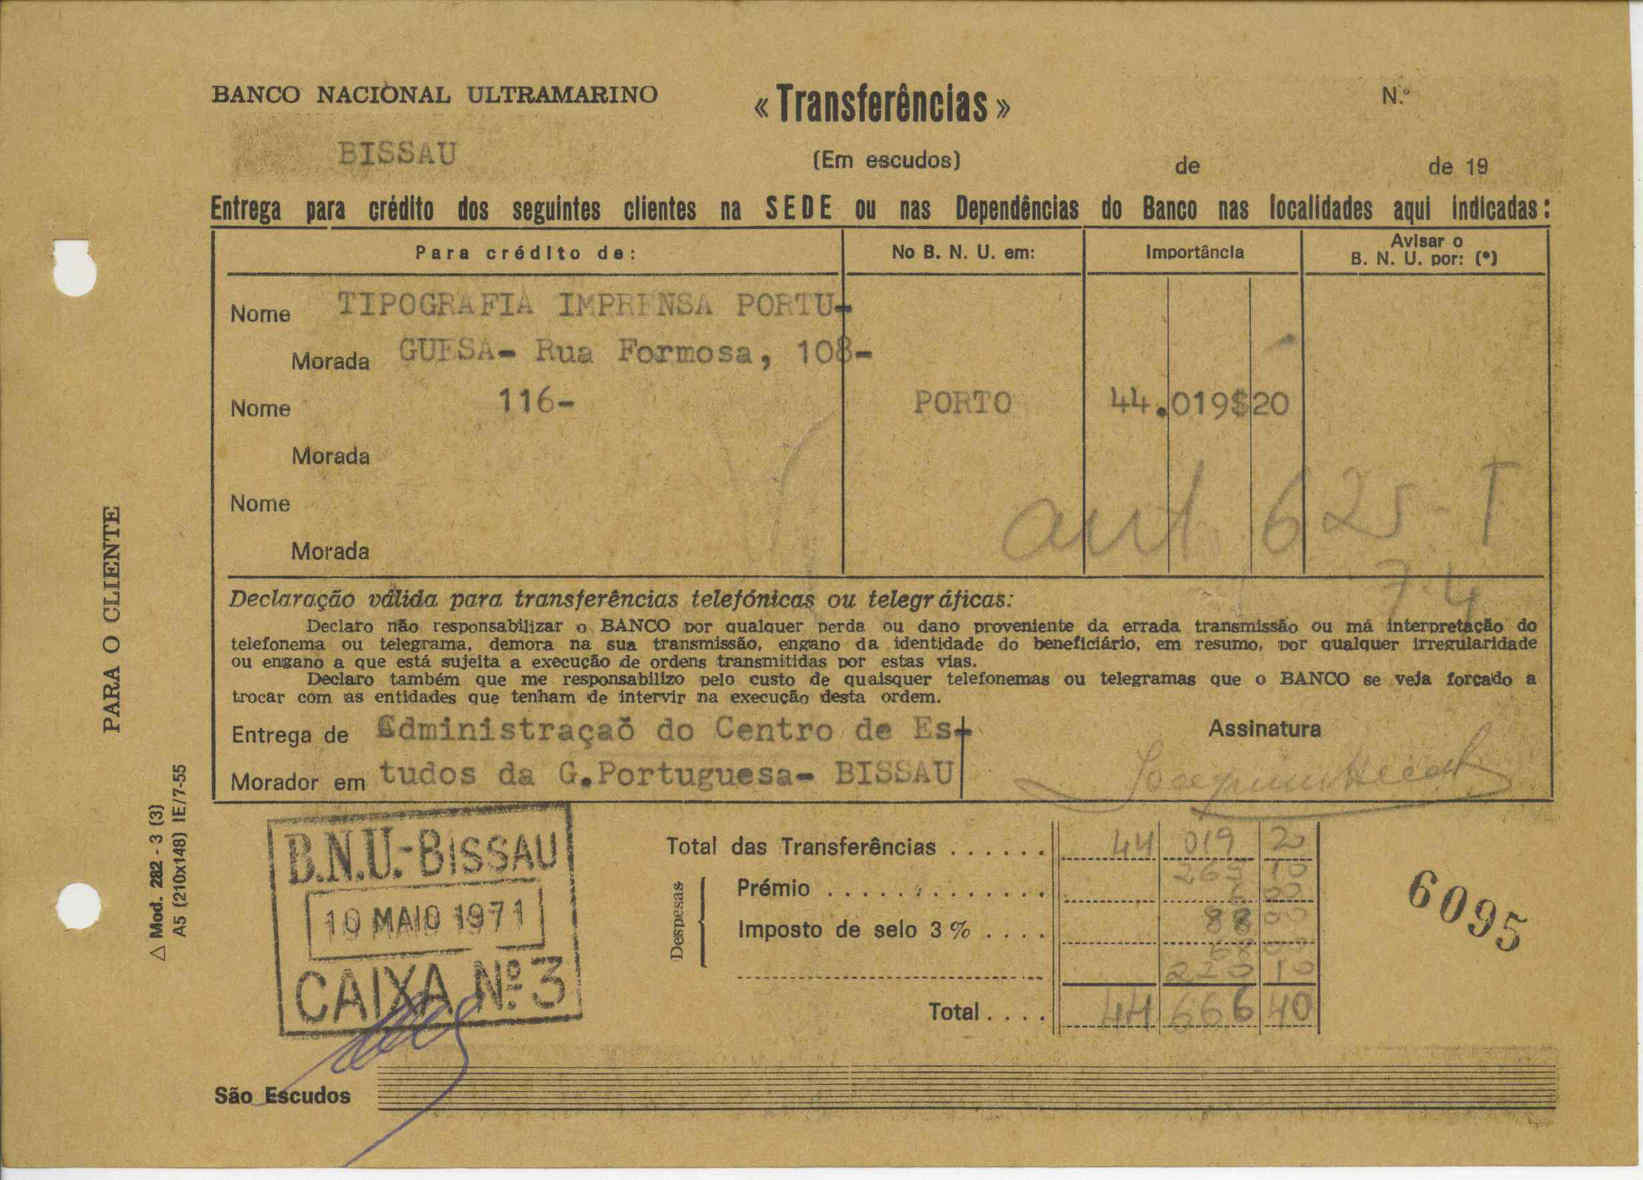 BANCO NACIONAL ULTRAMARINO «Transferências» N.º
BISSAU (Em escudos) de de 19
Entrega para crédito dos seguintes clientes na SEDE ou nas Dependências do Banco nas localidades aqui indicadas:
Para crédito de: No B. N. U. em: Importância Avisar o B. N. U. por: (*)
Nome TIPOGRAFIA IMPRENSA PORTU-
Morada GUESA- Rua Formosa, 108-
Nome 116- PORTO 44.019$20
Morada
Nome aut 625-I
Morada
7-4
Declaração válida para transferências telefónicas ou telegráficas:
Declaro não responsabilizar o BANCO por qualquer perda ou dano proveniente da errada transmissão ou má interpretação do
telefonema ou telegrama, demora na sua transmissão, engano da identidade do beneficiário, em resumo, por qualquer irregularidade
ou engano a que está sujeita a execução de ordens transmitidas por estas vias.
Declaro também que me responsabilizo pelo custo de quaisquer telefonemas ou telegramas que o BANCO se veja forçado a
trocar com as entidades que tenham de intervir na execução desta ordem.
Entrega de Administraçaõ do Centro de Es- Assinatura
Morador em tudos da G.Portuguesa- BISSAU
PARA O CLIENTE
△ Mod. 282 - 3 (3)
A5 (210x148) IE/7-55
B.N.U.-BISSAU
10 MAIO 1971
CAIXA Nº 3
Total das Transferências ...... 44 019 20
Despesas
Prémio .............
Imposto de selo 3 % .... 88 00
220 10
Total .... 44 666 40
6095
São Escudos